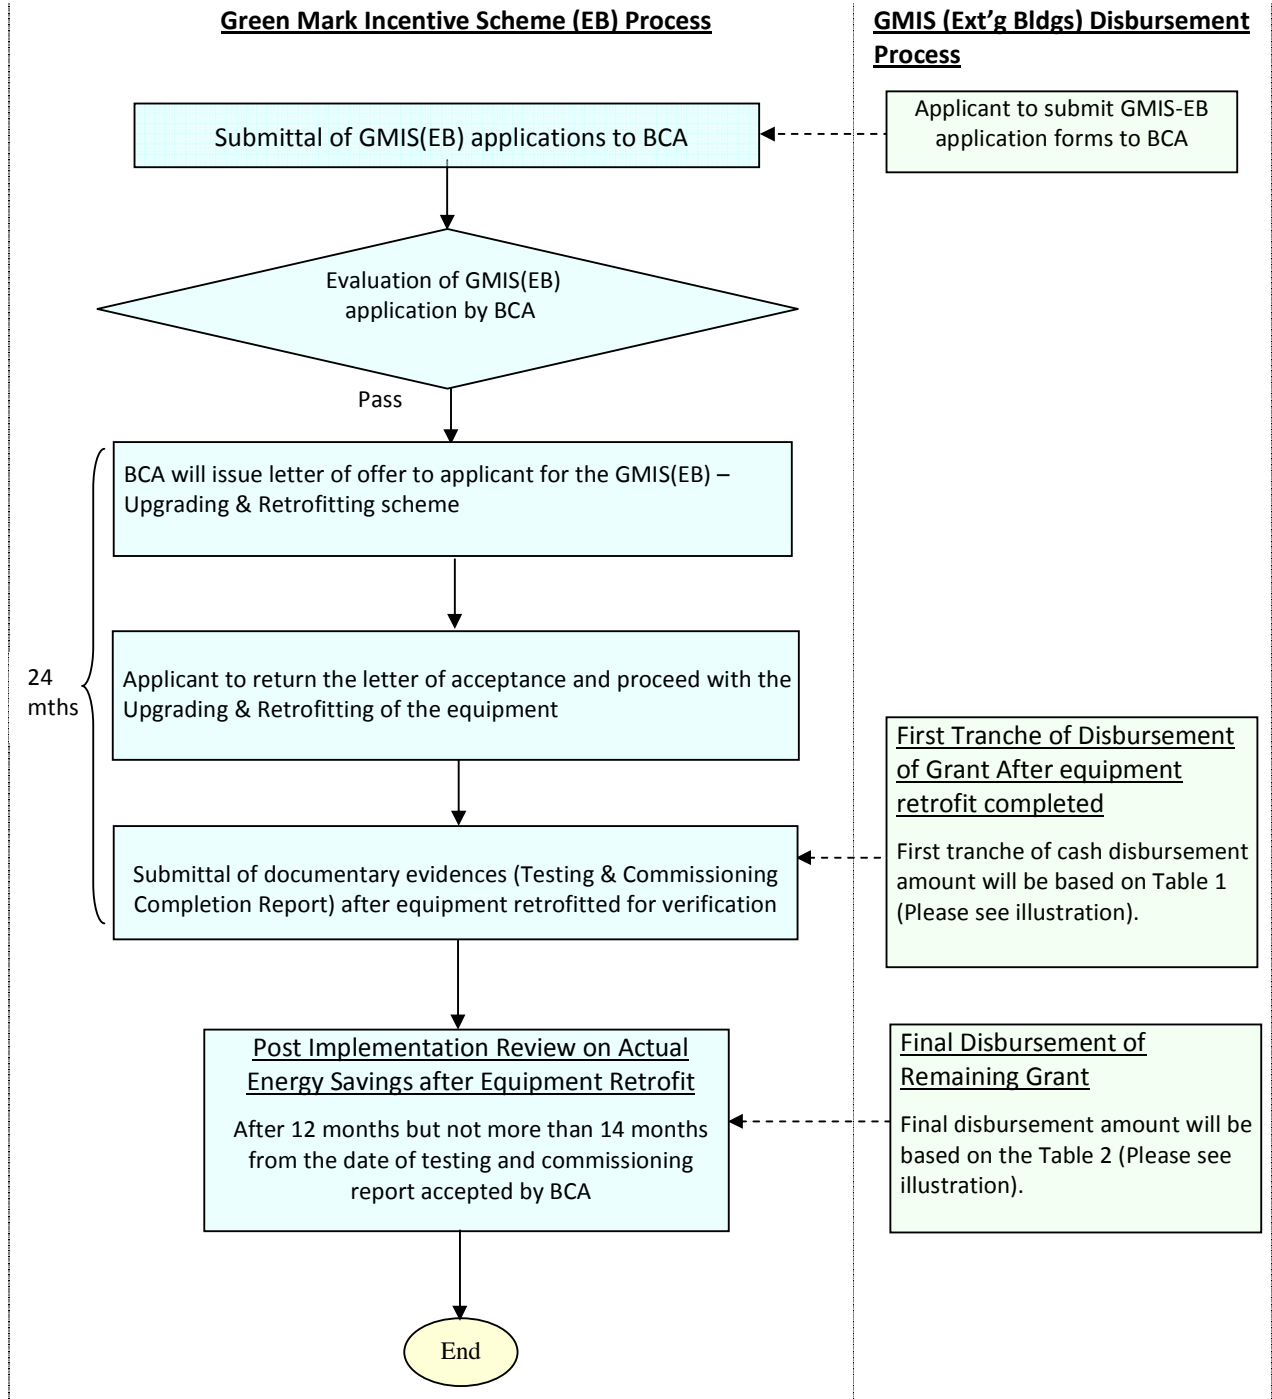 Green Mark Incentive Scheme (EB) Process
GMIS (Ext'g Bldgs) Disbursement
Process
Submittal of GMIS(EB) applications to BCA
Applicant to submit GMIS-EB
application forms to BCA
Evaluation of GMIS(EB)
application by BCA
Pass
BCA will issue letter of offer to applicant for the GMIS(EB) –
Upgrading & Retrofitting scheme
24
mths
Applicant to return the letter of acceptance and proceed with the
Upgrading & Retrofitting of the equipment
Submittal of documentary evidences (Testing & Commissioning
Completion Report) after equipment retrofitted for verification
First Tranche of Disbursement
of Grant After equipment
retrofit completed
First tranche of cash disbursement
amount will be based on Table 1
(Please see illustration).
Post Implementation Review on Actual
Energy Savings after Equipment Retrofit
After 12 months but not more than 14 months
from the date of testing and commissioning
report accepted by BCA
Final Disbursement of
Remaining Grant
Final disbursement amount will be
based on the Table 2 (Please see
illustration).
End